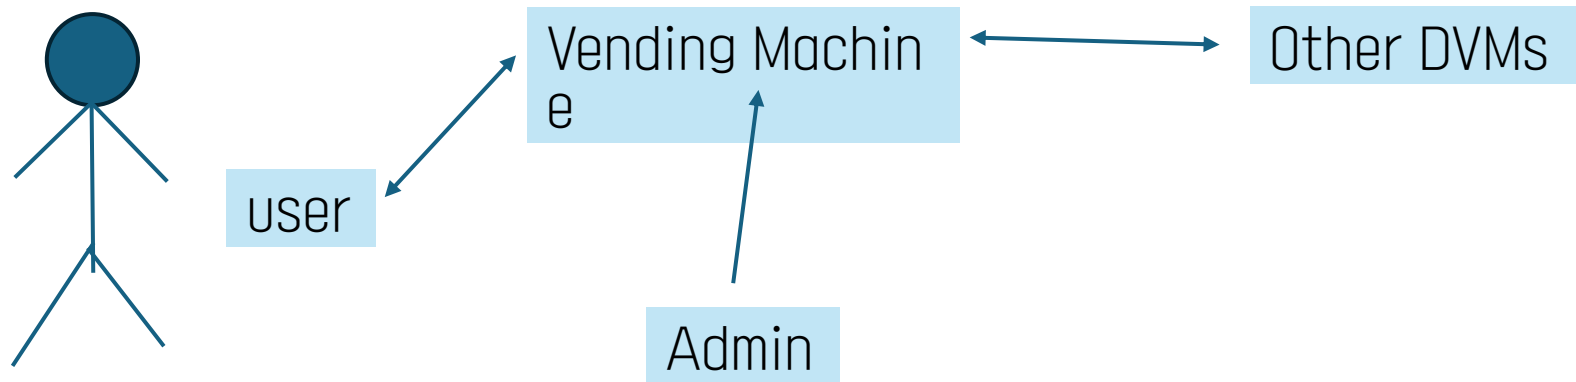 Vending Machin
e
Other DVMs
user
Admin